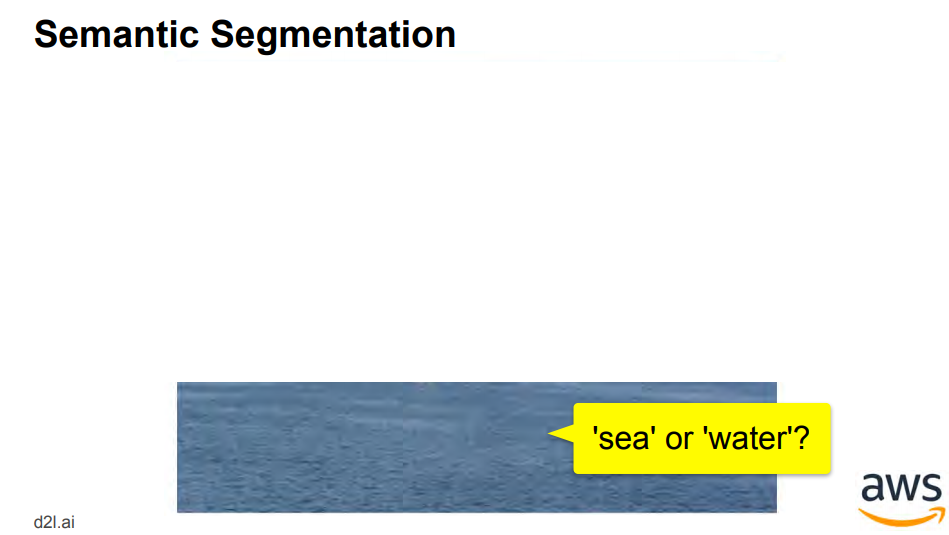 Semantic Segmentation
'sea' or 'water'?
d2l.ai
aws